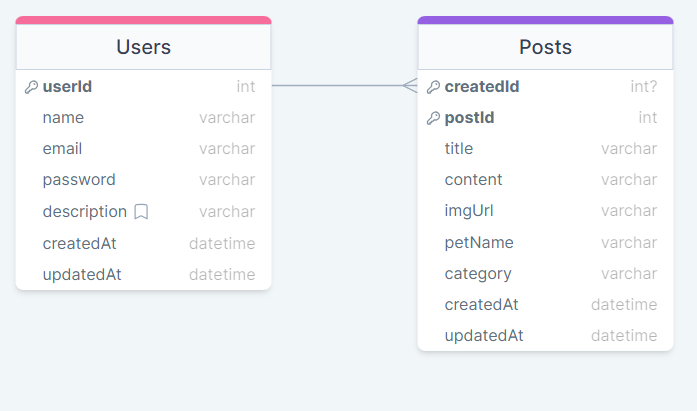 Users
userId int
name varchar
email varchar
password varchar
description varchar
createdAt datetime
updatedAt datetime
Posts
createdId int?
postId int
title varchar
content varchar
imgUrl varchar
petName varchar
category varchar
createdAt datetime
updatedAt datetime